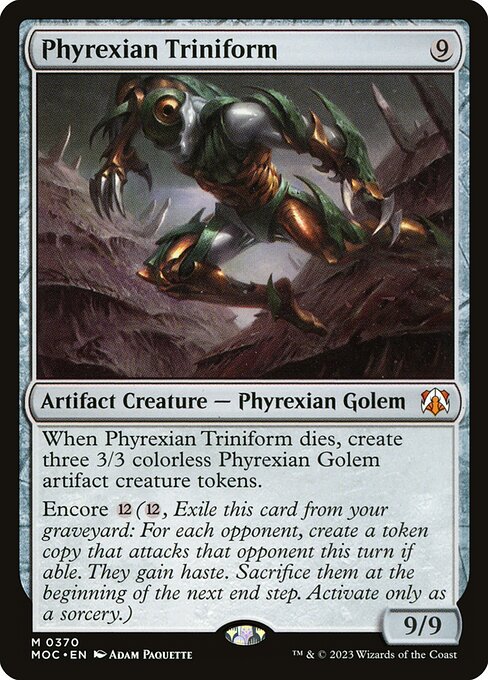 Phyrexian Triniform 9
Artifact Creature — Phyrexian Golem
When Phyrexian Triniform dies, create
three 3/3 colorless Phyrexian Golem
artifact creature tokens.
Encore 12 (12, Exile this card from your
graveyard: For each opponent, create a token
copy that attacks that opponent this turn if
able. They gain haste. Sacrifice them at the
beginning of the next end step. Activate only as
a sorcery.)
9/9
M 0370
MOC • EN Adam Paquette
™ & © 2023 Wizards of the Coast